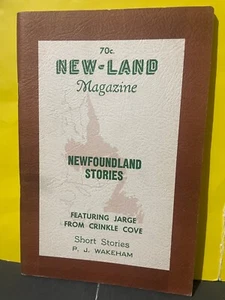 70c.
NEW-LAND
Magazine
NEWFOUNDLAND
STORIES
FEATURING JARGE
FROM CRINKLE COVE
Short Stories
P. J. WAKEHAM